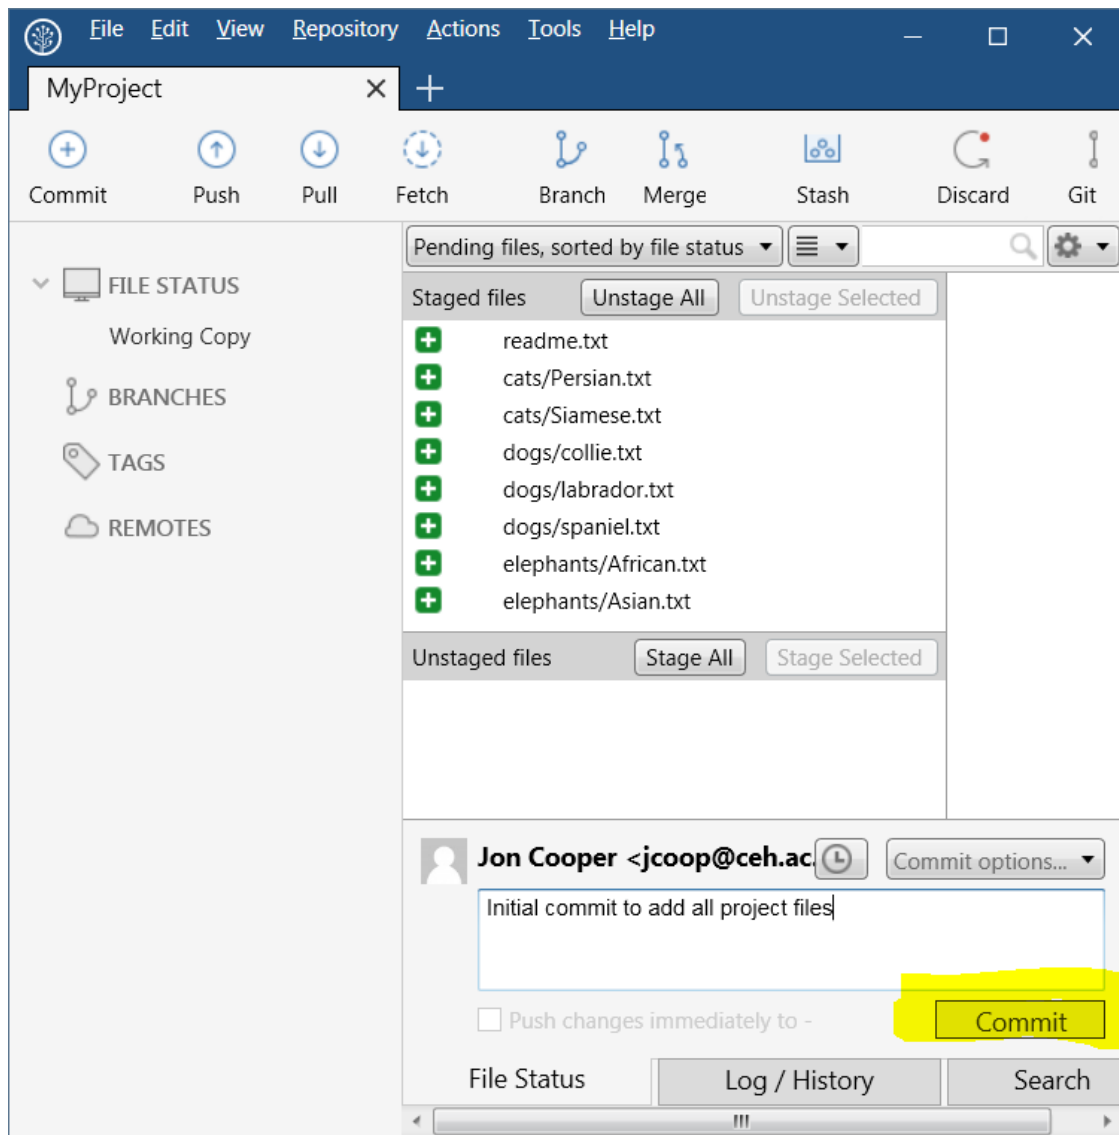 File Edit View Repository Actions Tools Help
MyProject
Commit Push Pull Fetch Branch Merge Stash Discard Git
Pending files, sorted by file status
FILE STATUS
Working Copy
BRANCHES
TAGS
REMOTES
Staged files Unstage All Unstage Selected
readme.txt
cats/Persian.txt
cats/Siamese.txt
dogs/collie.txt
dogs/labrador.txt
dogs/spaniel.txt
elephants/African.txt
elephants/Asian.txt
Unstaged files Stage All Stage Selected
Jon Cooper <jcoop@ceh.ac. Commit options...
Initial commit to add all project files
Push changes immediately to -
Commit
File Status Log / History Search